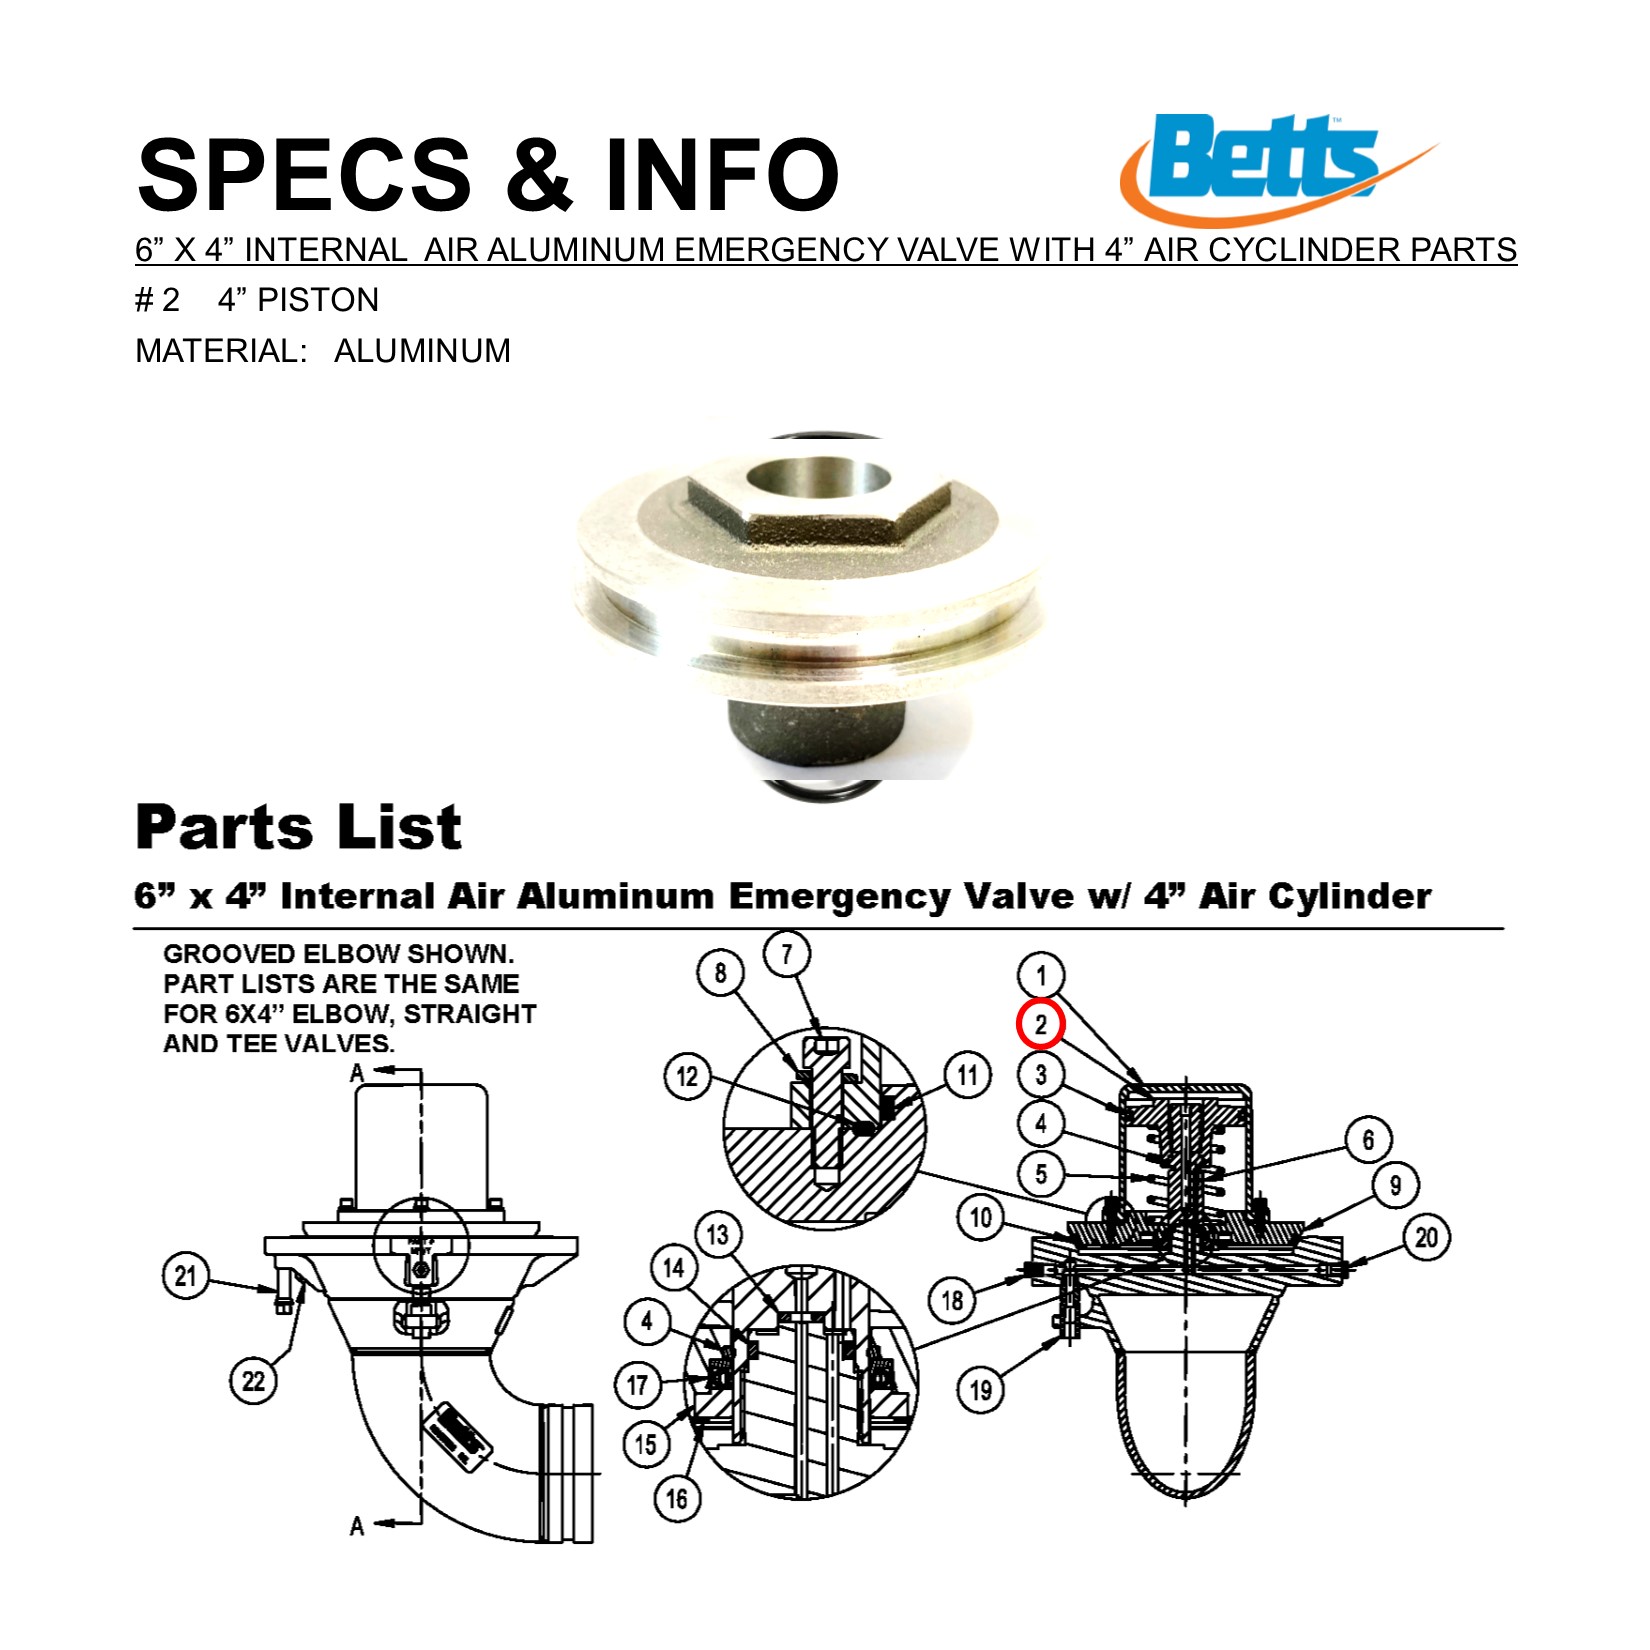 SPECS & INFO
Betts™
6” X 4” INTERNAL AIR ALUMINUM EMERGENCY VALVE WITH 4” AIR CYCLINDER PARTS
# 2 4” PISTON
MATERIAL: ALUMINUM
Parts List
6” x 4” Internal Air Aluminum Emergency Valve w/ 4” Air Cylinder
GROOVED ELBOW SHOWN.
PART LISTS ARE THE SAME
FOR 6X4” ELBOW, STRAIGHT
AND TEE VALVES.
A
21
22
A
7
8
12
11
13
14
4
17
15
16
1
2
3
4
5
6
9
10
20
18
19